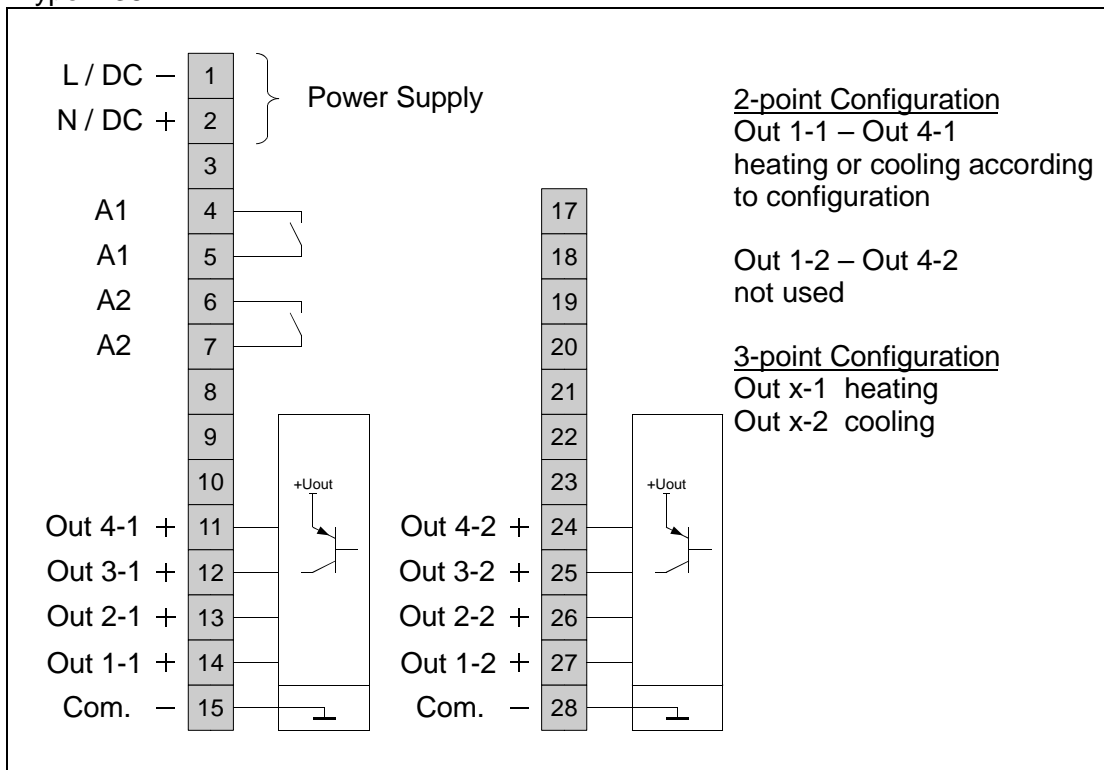 L / DC − 1
N / DC + 2
Power Supply
3
A1 4
A1 5
A2 6
A2 7
8
9
10
+Uout
Out 4-1 + 11
Out 3-1 + 12
Out 2-1 + 13
Out 1-1 + 14
Com. − 15
17
18
19
20
21
22
23
+Uout
Out 4-2 + 24
Out 3-2 + 25
Out 2-2 + 26
Out 1-2 + 27
Com. − 28
2-point Configuration
Out 1-1 – Out 4-1
heating or cooling according
to configuration
Out 1-2 – Out 4-2
not used
3-point Configuration
Out x-1 heating
Out x-2 cooling